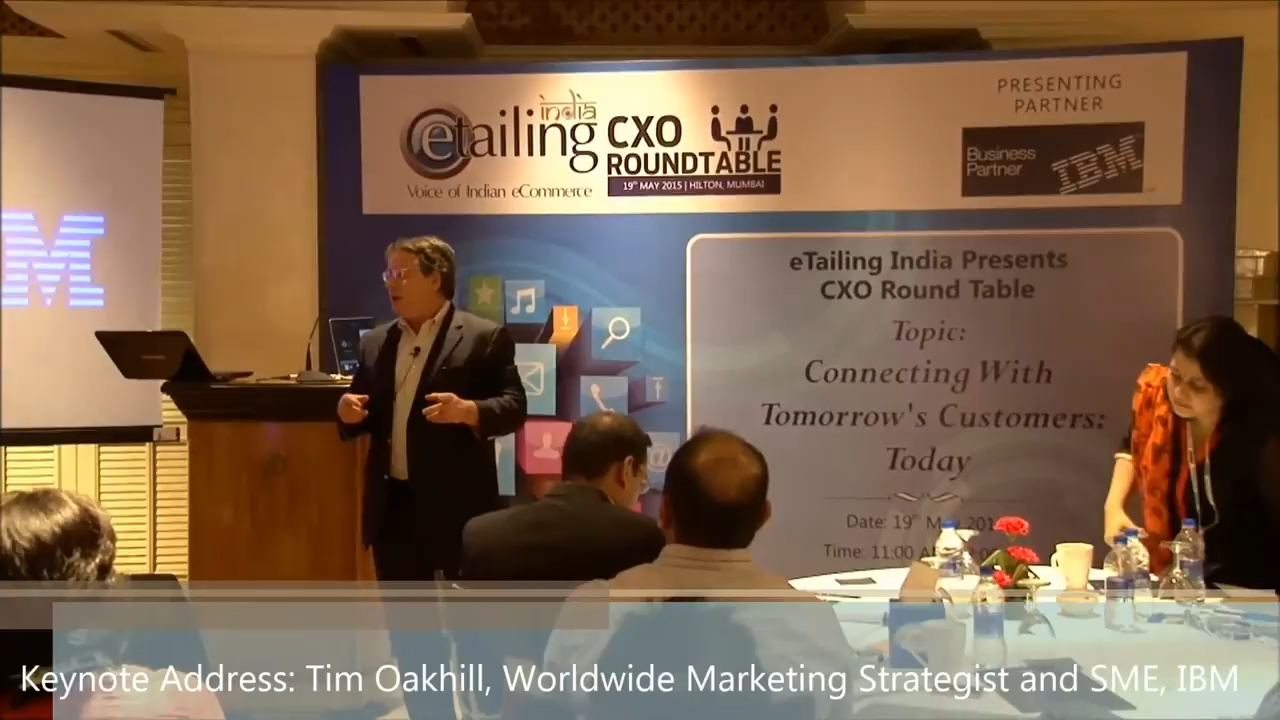 india
etailing
Voice of Indian eCommerce
CXO
ROUNDTABLE
19th MAY 2015 | HILTON, MUMBAI
PRESENTING
PARTNER
Business
Partner
IBM
M
eTailing India Presents
CXO Round Table
Topic:
Connecting With
Tomorrow's Customers:
Today
Date: 19th May 201
Time: 11:00 A
Keynote Address: Tim Oakhill, Worldwide Marketing Strategist and SME, IBM